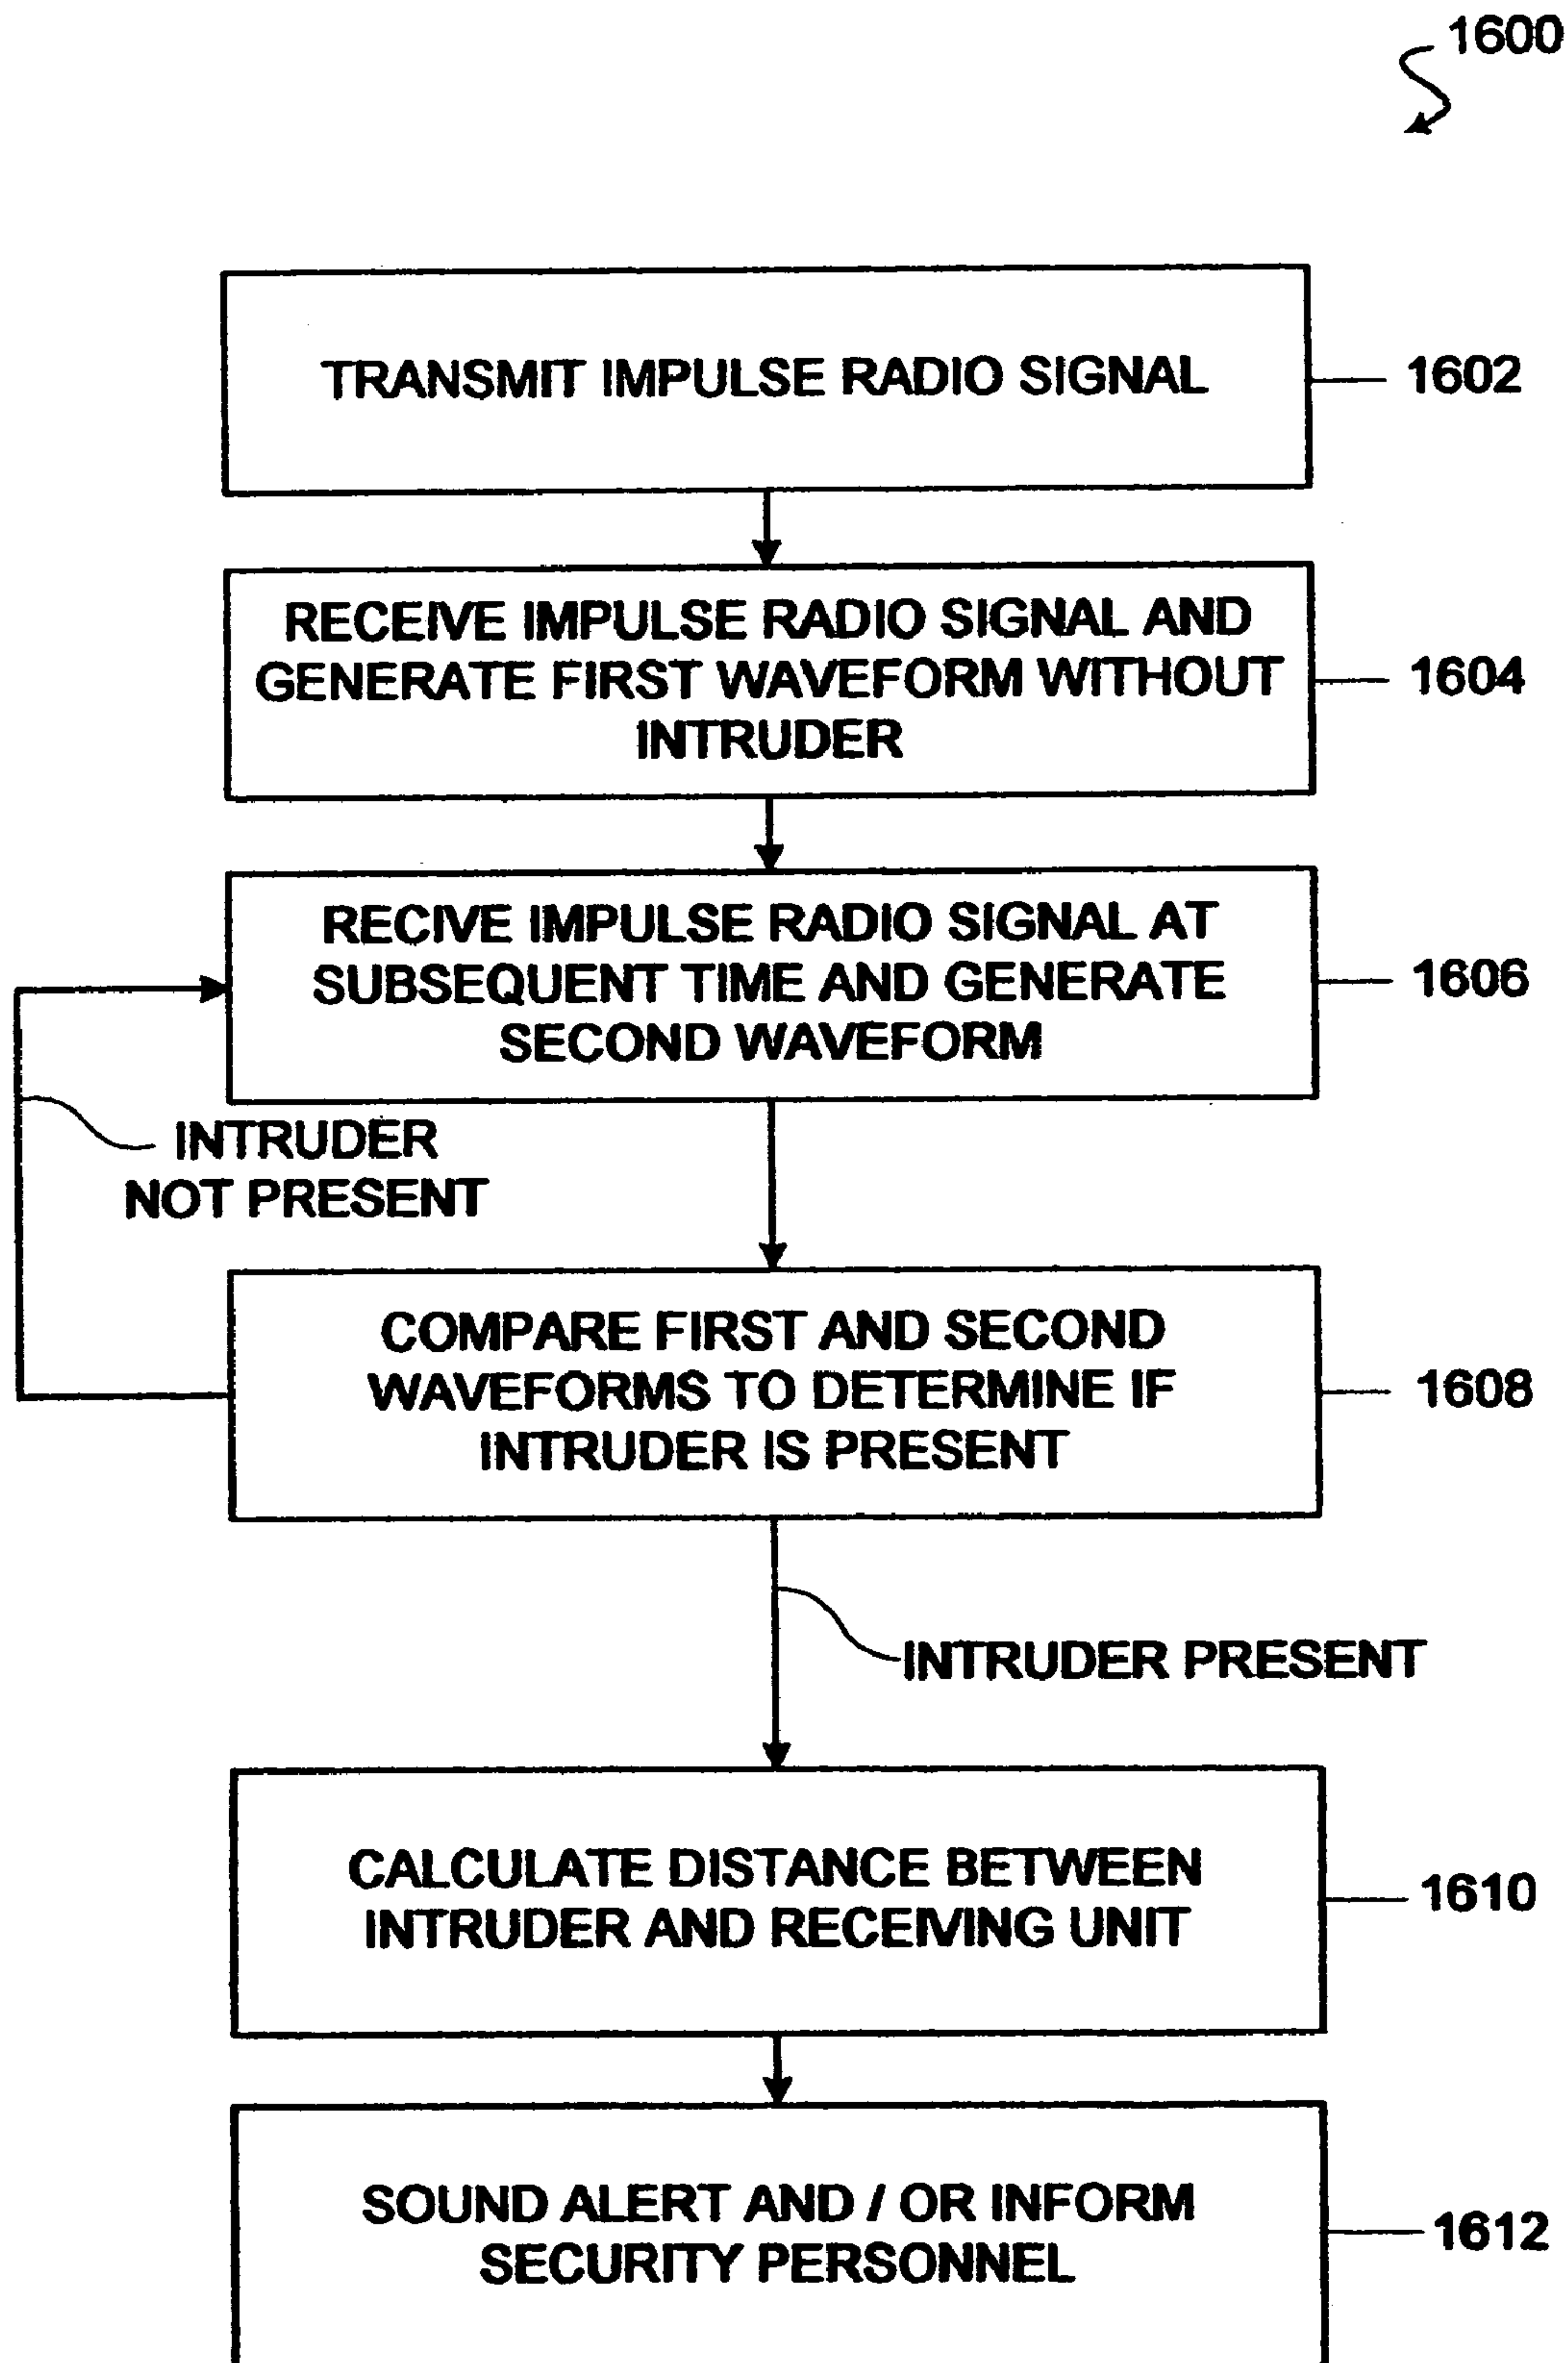 1600
TRANSMIT IMPULSE RADIO SIGNAL
1602
RECEIVE IMPULSE RADIO SIGNAL AND
GENERATE FIRST WAVEFORM WITHOUT
INTRUDER
1604
RECIVE IMPULSE RADIO SIGNAL AT
SUBSEQUENT TIME AND GENERATE
SECOND WAVEFORM
1606
INTRUDER
NOT PRESENT
COMPARE FIRST AND SECOND
WAVEFORMS TO DETERMINE IF
INTRUDER IS PRESENT
1608
INTRUDER PRESENT
CALCULATE DISTANCE BETWEEN
INTRUDER AND RECEIVING UNIT
1610
SOUND ALERT AND / OR INFORM
SECURITY PERSONNEL
1612